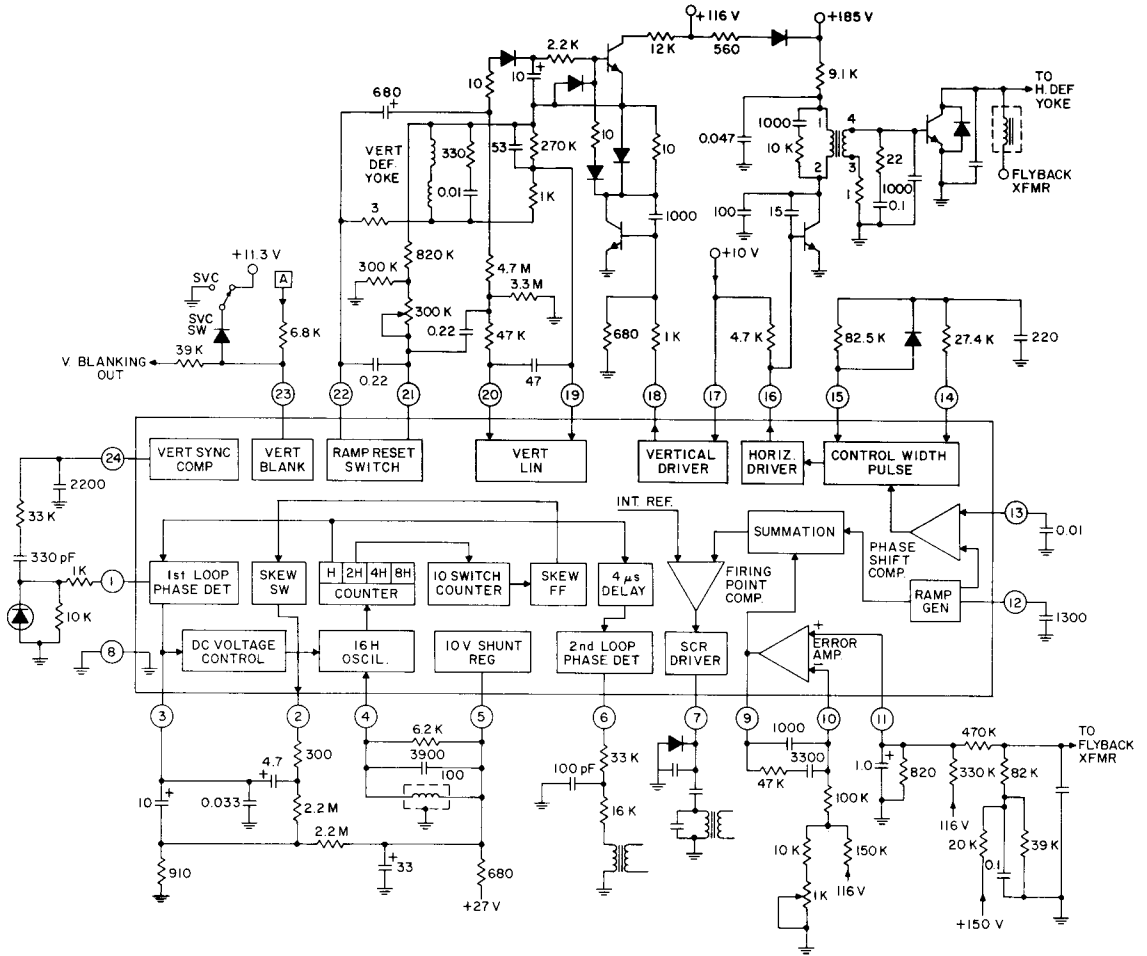 +116 V
+185 V
2.2 K
12 K
560
9.1 K
10
10
+
680
+
TO
H. DEF
YOKE
1
4
1000
10 K
0.047
2
3
22
1000
0.1
1
FLYBACK
XFMR
VERT
DEF.
YOKE
330
0.01
53
270 K
1K
10
10
1000
100
15
3
820 K
+10 V
+11.3 V
SVC
SVC
SW
A
300 K
300 K
4.7 M
3.3 M
0.22
47 K
680
1K
4.7 K
82.5 K
27.4 K
220
6.8 K
39 K
V. BLANKING
OUT
0.22
47
23
22
21
20
19
18
17
16
15
14
24
VERT SYNC
COMP
VERT
BLANK
RAMP RESET
SWITCH
VERT
LIN
VERTICAL
DRIVER
HORIZ.
DRIVER
CONTROL WIDTH
PULSE
2200
33 K
330 pF
1K
10 K
1
8
INT. REF.
SUMMATION
13
0.01
PHASE
SHIFT
COMP.
RAMP
GEN
12
1300
1st LOOP
PHASE DET
SKEW
SW
H
2H
4H
8H
COUNTER
10 SWITCH
COUNTER
SKEW
FF
4 μs
DELAY
FIRING
POINT
COMP.
DC VOLTAGE
CONTROL
16 H
OSCIL.
10 V SHUNT
REG
2nd LOOP
PHASE DET
SCR
DRIVER
+
ERROR
AMP.
−
3
2
4
5
6
7
9
10
11
300
4.7
+
10
+
0.033
2.2 M
2.2 M
910
+
33
6.2 K
3900
100
680
+27 V
33 K
100 pF
16 K
1000
3300
47 K
100 K
10 K
150 K
1K
116 V
1.0
+
820
470 K
330 K
82 K
116 V
20 K
0.1
39 K
+150 V
TO
FLYBACK
XFMR